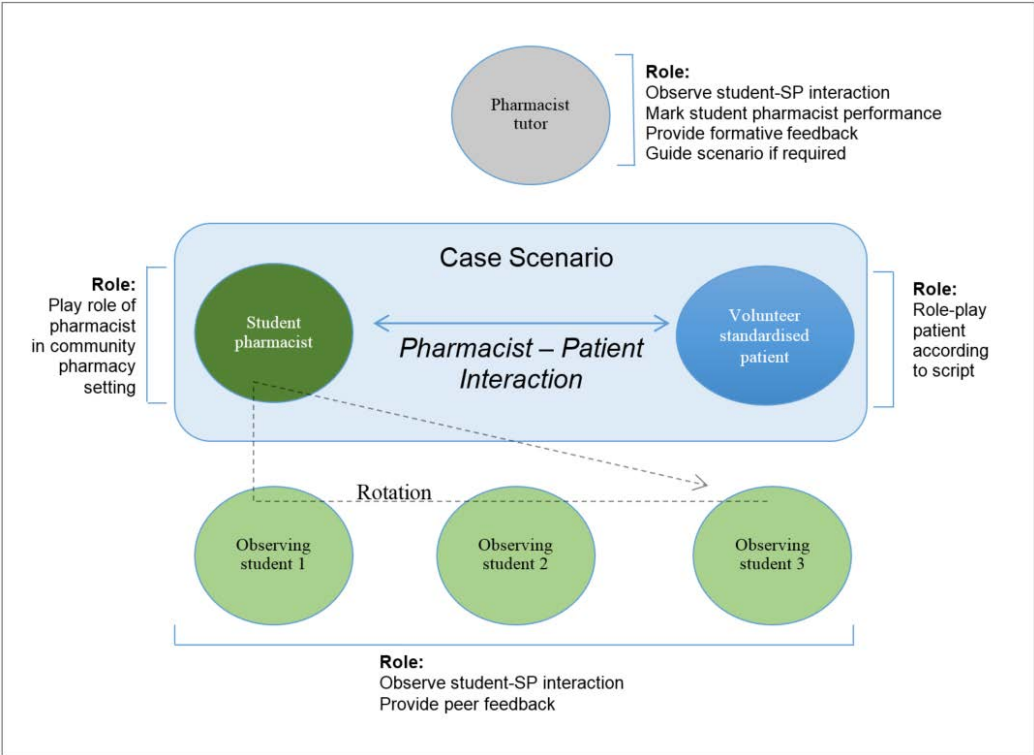 Pharmacist
tutor
Role:
Observe student-SP interaction
Mark student pharmacist performance
Provide formative feedback
Guide scenario if required
Case Scenario
Role:
Play role of
pharmacist
in community
pharmacy
setting
Student
pharmacist
Pharmacist – Patient
Interaction
Volunteer
standardised
patient
Role:
Role-play
patient
according
to script
Rotation
Observing
student 1
Observing
student 2
Observing
student 3
Role:
Observe student-SP interaction
Provide peer feedback